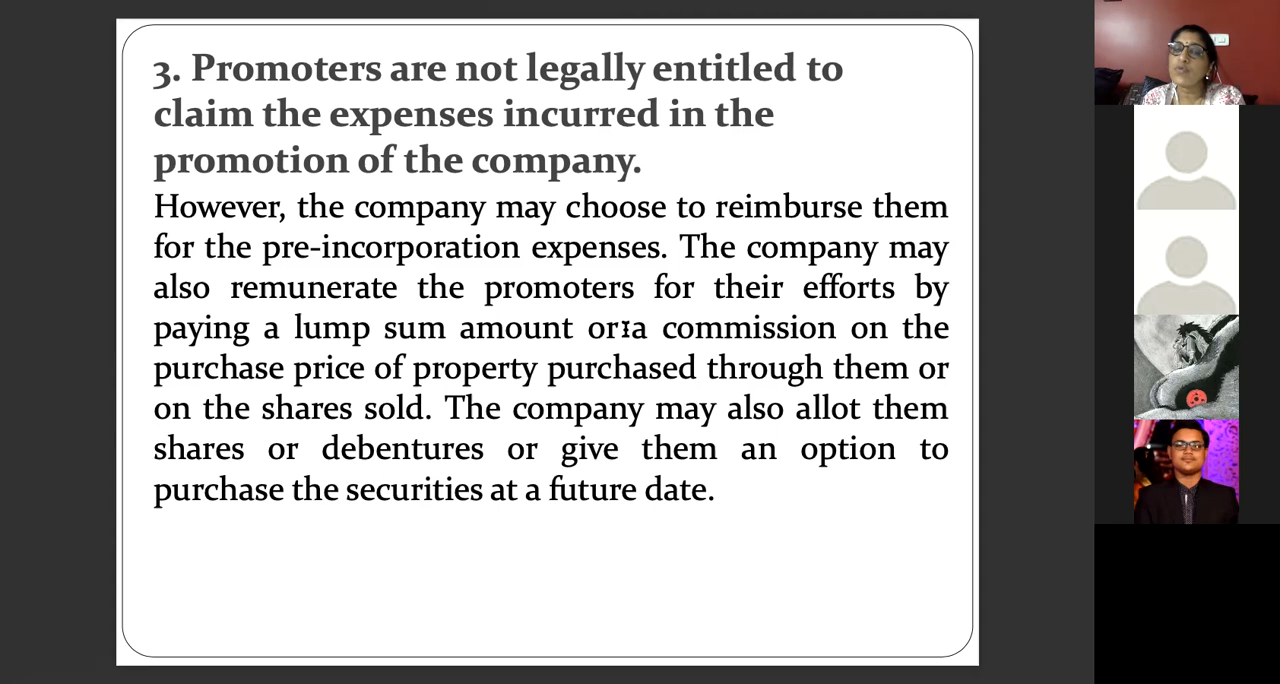 3. Promoters are not legally entitled to
claim the expenses incurred in the
promotion of the company.
However, the company may choose to reimburse them
for the pre-incorporation expenses. The company may
also remunerate the promoters for their efforts by
paying a lump sum amount or a commission on the
purchase price of property purchased through them or
on the shares sold. The company may also allot them
shares or debentures or give them an option to
purchase the securities at a future date.